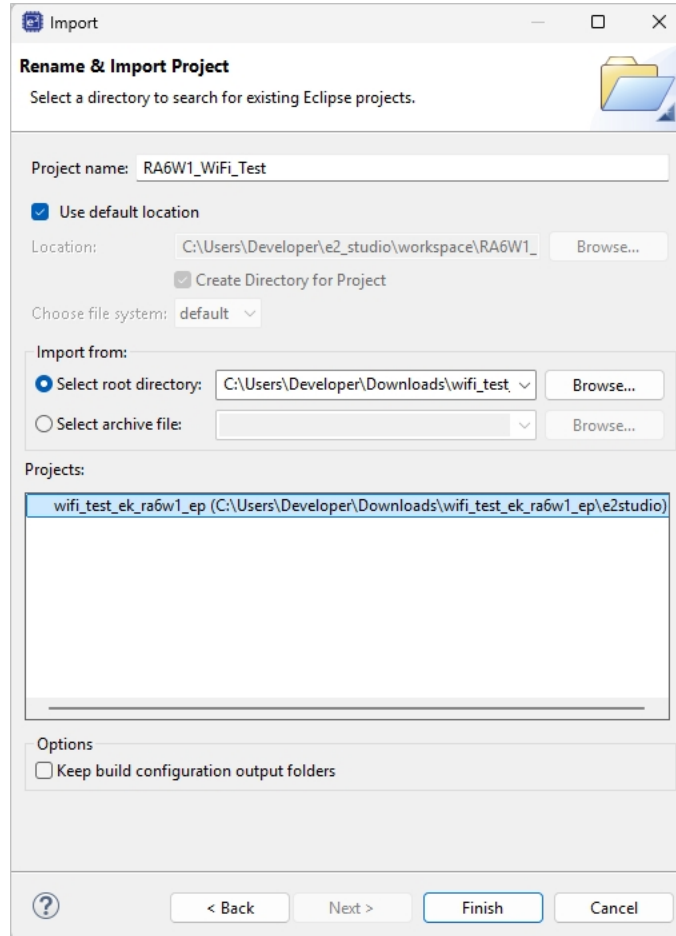 Import
Rename & Import Project
Select a directory to search for existing Eclipse projects.
Project name: RA6W1_WiFi_Test
Use default location
Location: C:\Users\Developer\e2_studio\workspace\RA6W1_ Browse...
Create Directory for Project
Choose file system: default
Import from:
Select root directory: C:\Users\Developer\Downloads\wifi_test_ Browse...
Select archive file: Browse...
Projects:
wifi_test_ek_ra6w1_ep (C:\Users\Developer\Downloads\wifi_test_ek_ra6w1_ep\e2studio)
Options
Keep build configuration output folders
? < Back Next > Finish Cancel